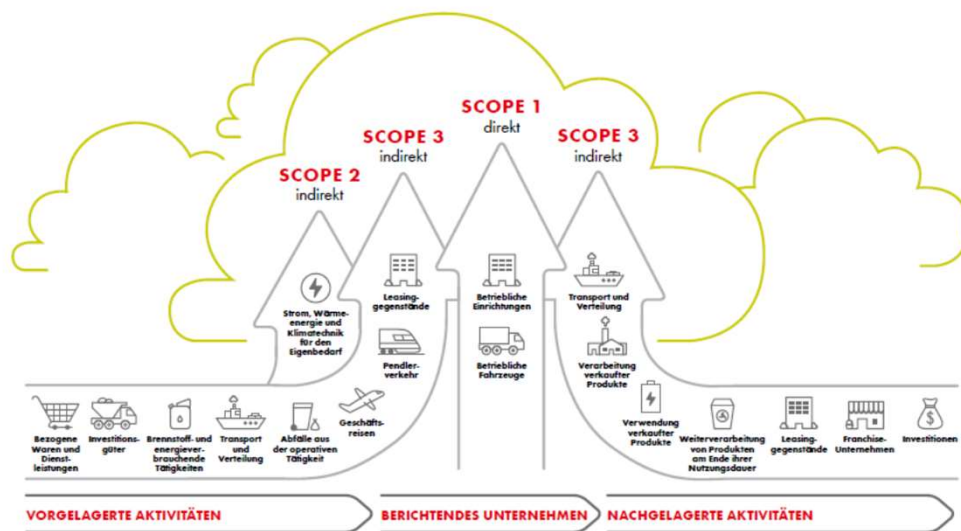 SCOPE 1
direkt
SCOPE 3
indirekt
SCOPE 3
indirekt
SCOPE 2
indirekt
Strom, Wärme-
energie und
Klimatechnik
für den
Eigenbedarf
Leasing-
gegenstände
Pendler-
verkehr
Betriebliche
Einrichtungen
Betriebliche
Fahrzeuge
Transport und
Verteilung
Verarbeitung
verkaufter
Produkte
Bezogene
Waren und
Dienst-
leistungen
Investitions-
güter
Brennstoff- und
energiever-
brauchende
Tätigkeiten
Transport
und
Verteilung
Abfälle aus
der operativen
Tätigkeit
Geschäfts-
reisen
Verwendung
verkaufter
Produkte
Weiterverarbeitung
von Produkten
am Ende ihrer
Nutzungsdauer
Leasing-
gegenstände
Franchise-
Unternehmen
Investitionen
VORGELAGERTE AKTIVITÄTEN
BERICHTENDES UNTERNEHMEN
NACHGELAGERTE AKTIVITÄTEN